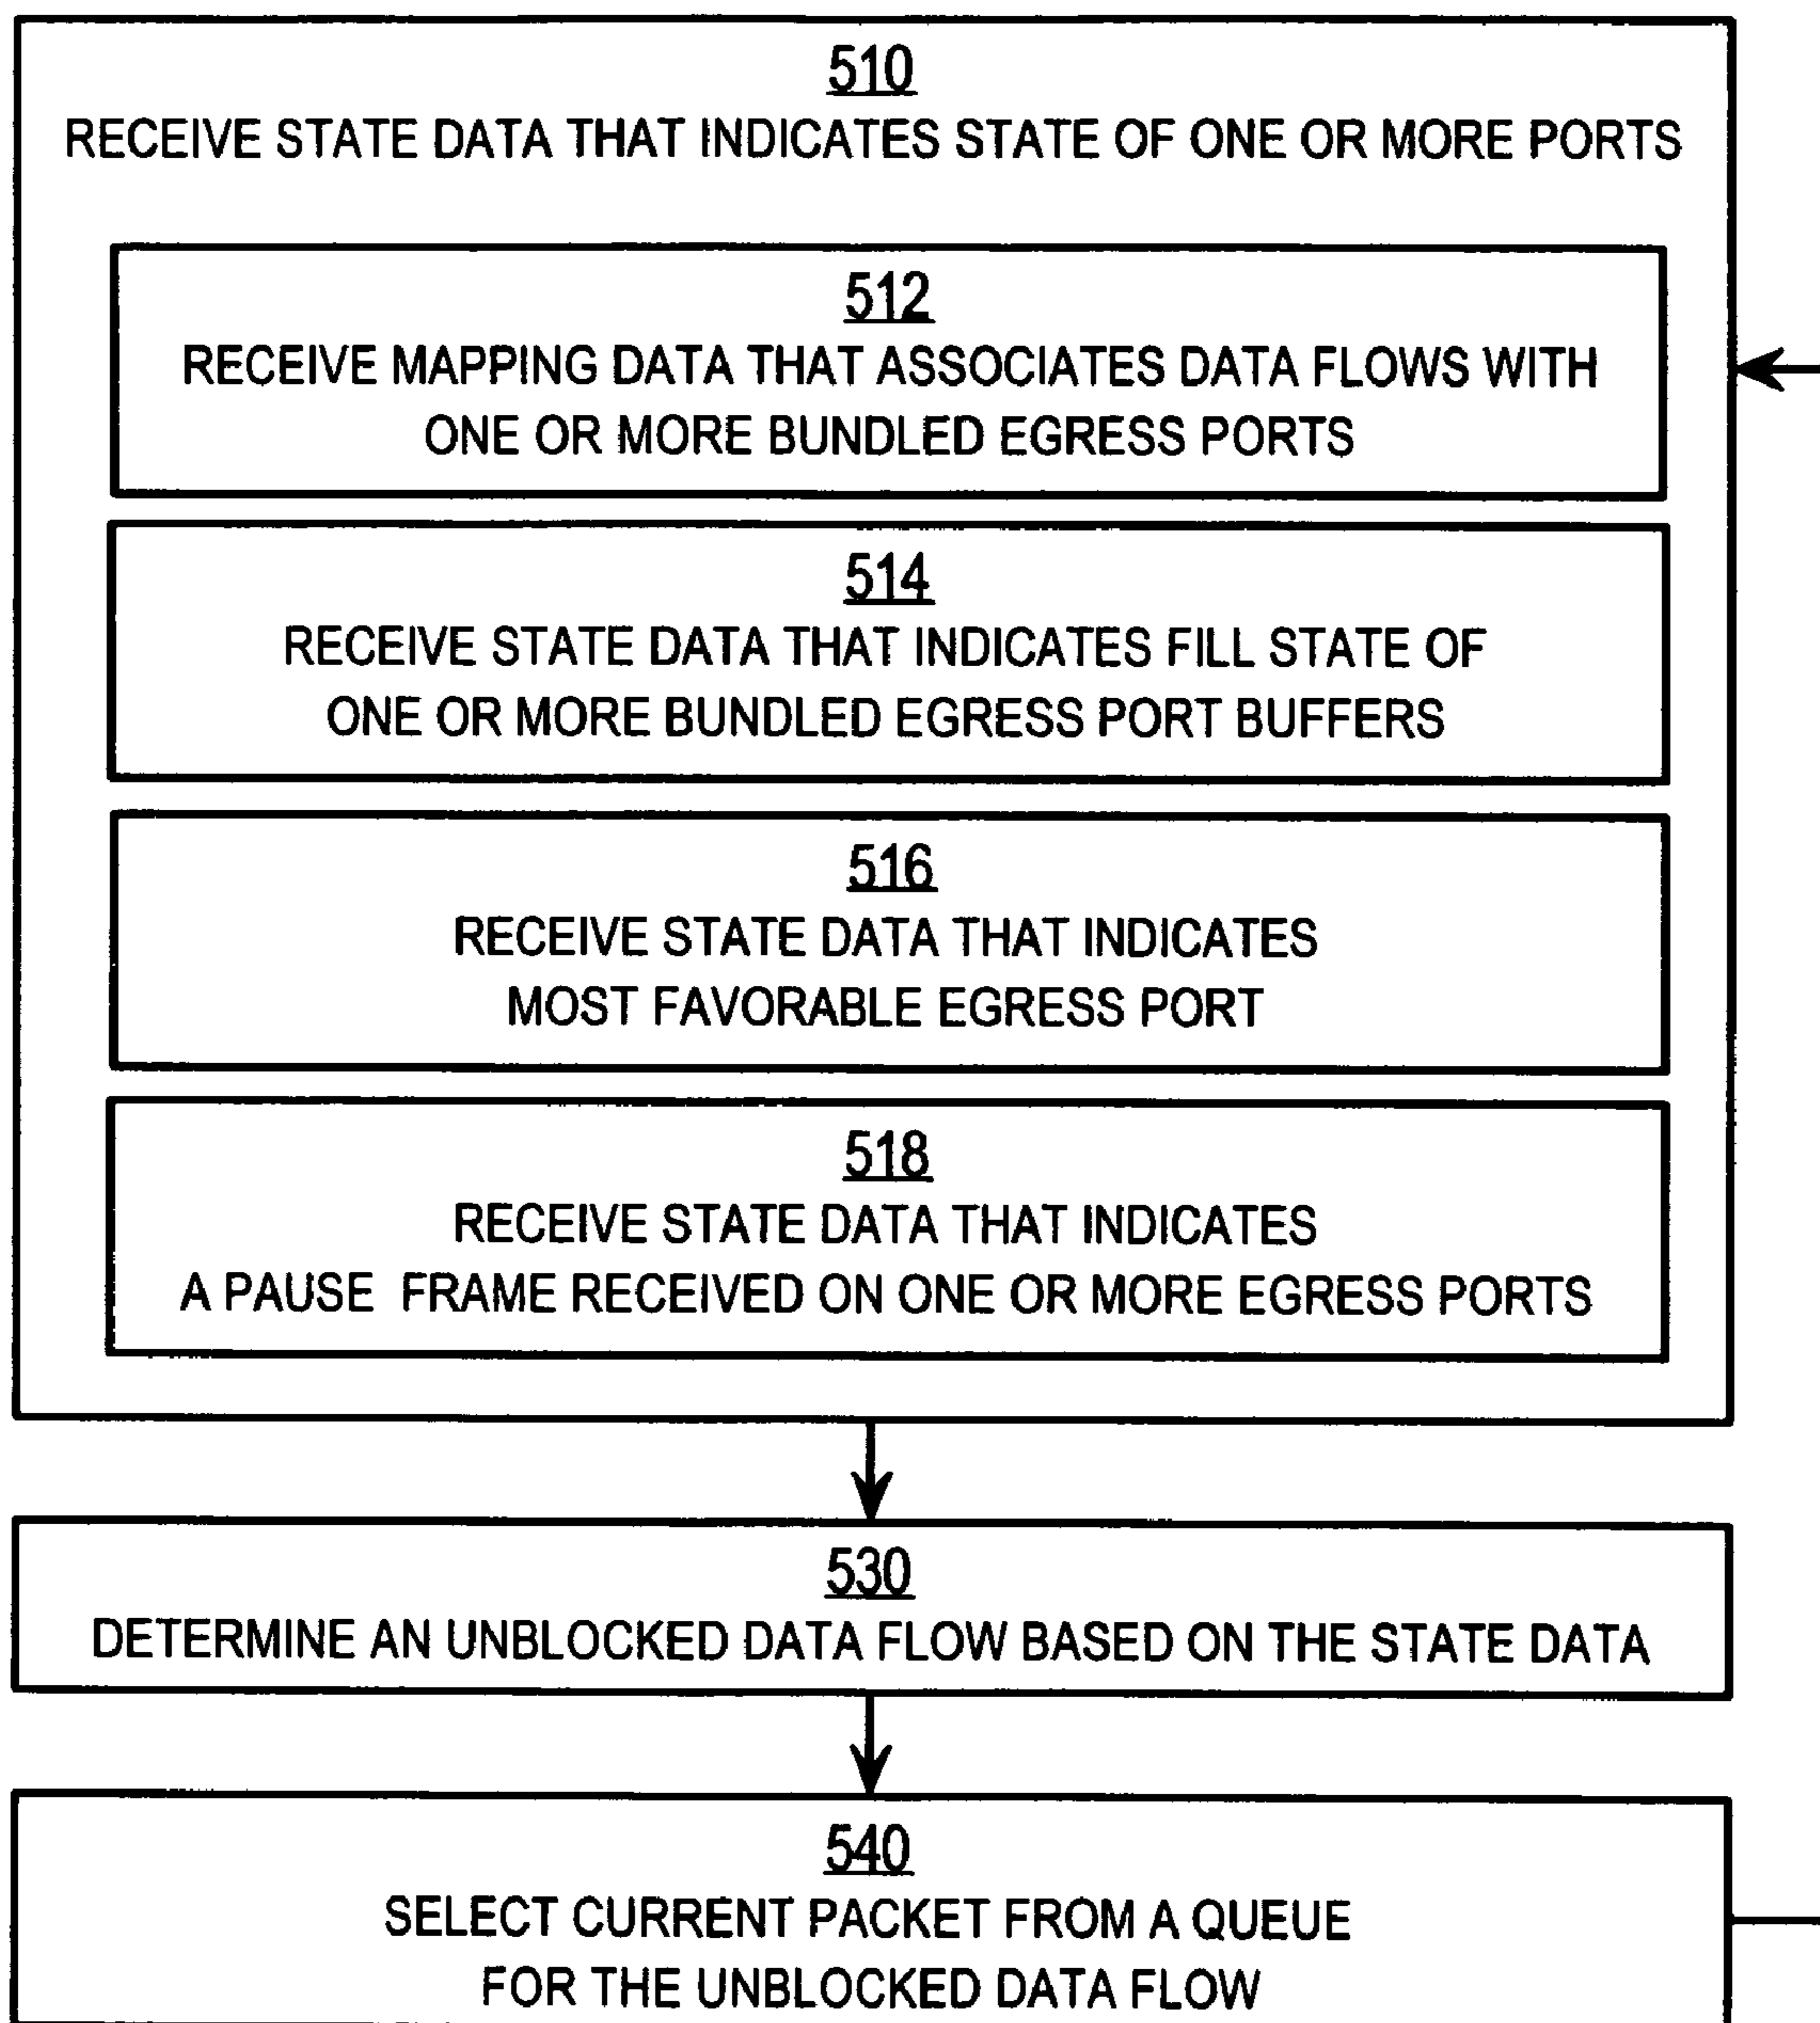 510
RECEIVE STATE DATA THAT INDICATES STATE OF ONE OR MORE PORTS
512
RECEIVE MAPPING DATA THAT ASSOCIATES DATA FLOWS WITH
ONE OR MORE BUNDLED EGRESS PORTS
514
RECEIVE STATE DATA THAT INDICATES FILL STATE OF
ONE OR MORE BUNDLED EGRESS PORT BUFFERS
516
RECEIVE STATE DATA THAT INDICATES
MOST FAVORABLE EGRESS PORT
518
RECEIVE STATE DATA THAT INDICATES
A PAUSE FRAME RECEIVED ON ONE OR MORE EGRESS PORTS
530
DETERMINE AN UNBLOCKED DATA FLOW BASED ON THE STATE DATA
540
SELECT CURRENT PACKET FROM A QUEUE
FOR THE UNBLOCKED DATA FLOW